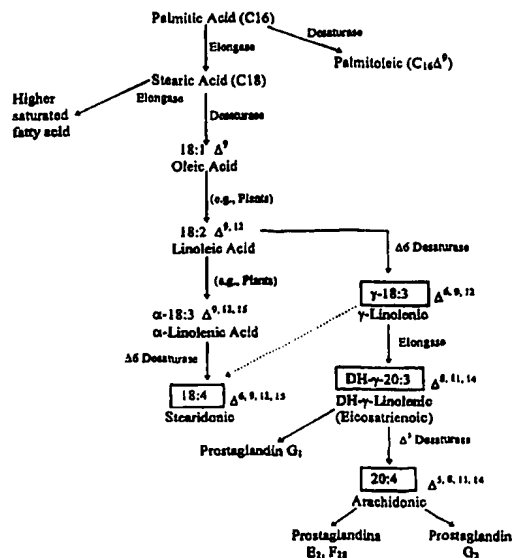 Palmitic Acid (C16)
Elongase
Desaturase
Palmitoleic (C16Δ9)
Stearic Acid (C18)
Elongase
Higher
saturated
fatty acid
Desaturase
18:1 Δ9
Oleic Acid
(e.g., Plants)
18:2 Δ9, 12
Linoleic Acid
Δ6 Desaturase
(e.g., Plants)
γ-18:3 Δ6, 9, 12
γ-Linolenic
α-18:3 Δ9, 12, 15
α-Linolenic Acid
Elongase
Δ6 Desaturase
DH-γ-20:3 Δ8, 11, 14
DH-γ-Linolenic
(Eicosatrienoic)
18:4 Δ6, 9, 12, 15
Stearidonic
Δ5 Desaturase
Prostaglandin G1
20:4 Δ5, 8, 11, 14
Arachidonic
Prostaglandins
E2, F2α
Prostaglandin